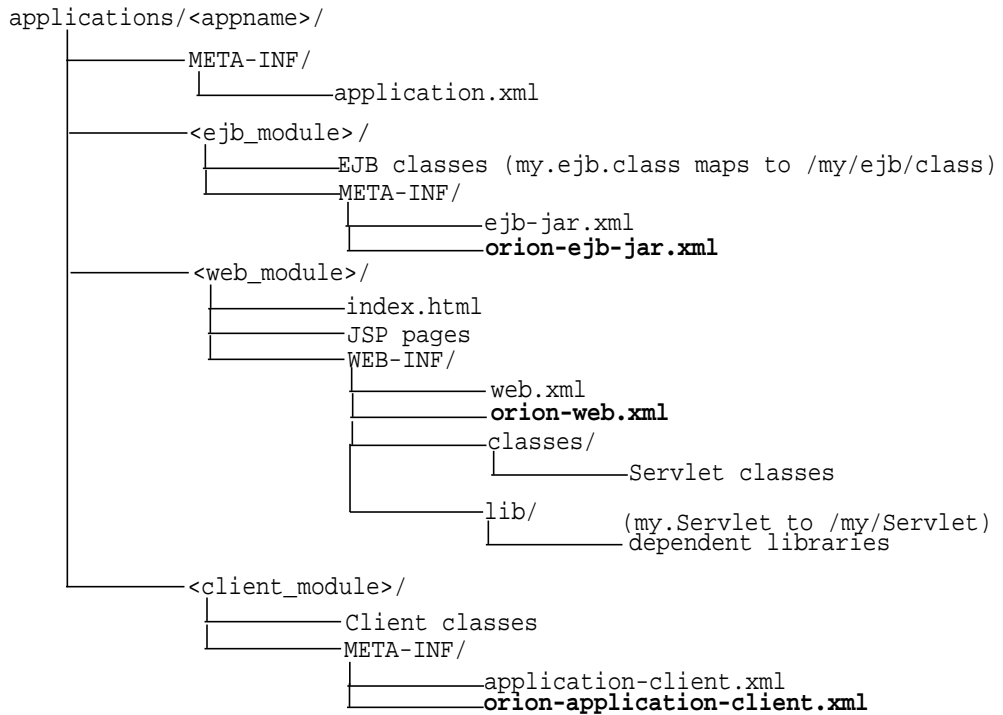 applications/<appname>/
META-INF/
application.xml
<ejb_module>/
EJB classes (my.ejb.class maps to /my/ejb/class)
META-INF/
ejb-jar.xml
orion-ejb-jar.xml
<web_module>/
index.html
JSP pages
WEB-INF/
web.xml
orion-web.xml
classes/
Servlet classes
lib/
(my.Servlet to /my/Servlet)
dependent libraries
<client_module>/
Client classes
META-INF/
application-client.xml
orion-application-client.xml